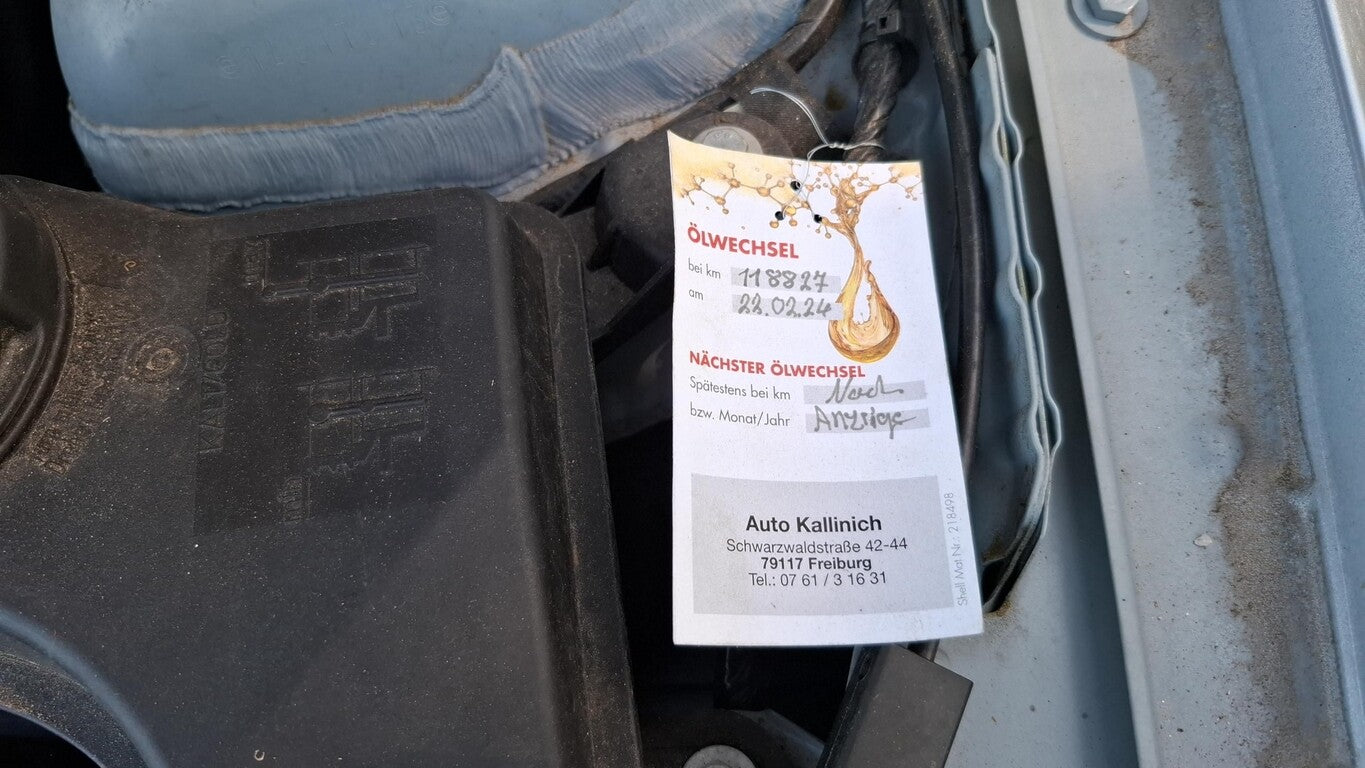 ÖLWECHSEL
bei km 118827
am 22.02.24
NÄCHSTER ÖLWECHSEL
Spätestens bei km Nach
bzw. Monat/Jahr Anzeige
Auto Kallinich
Schwarzwaldstraße 42-44
79117 Freiburg
Tel.: 07 61 / 3 16 31
Shell Mat Nr.: 218498